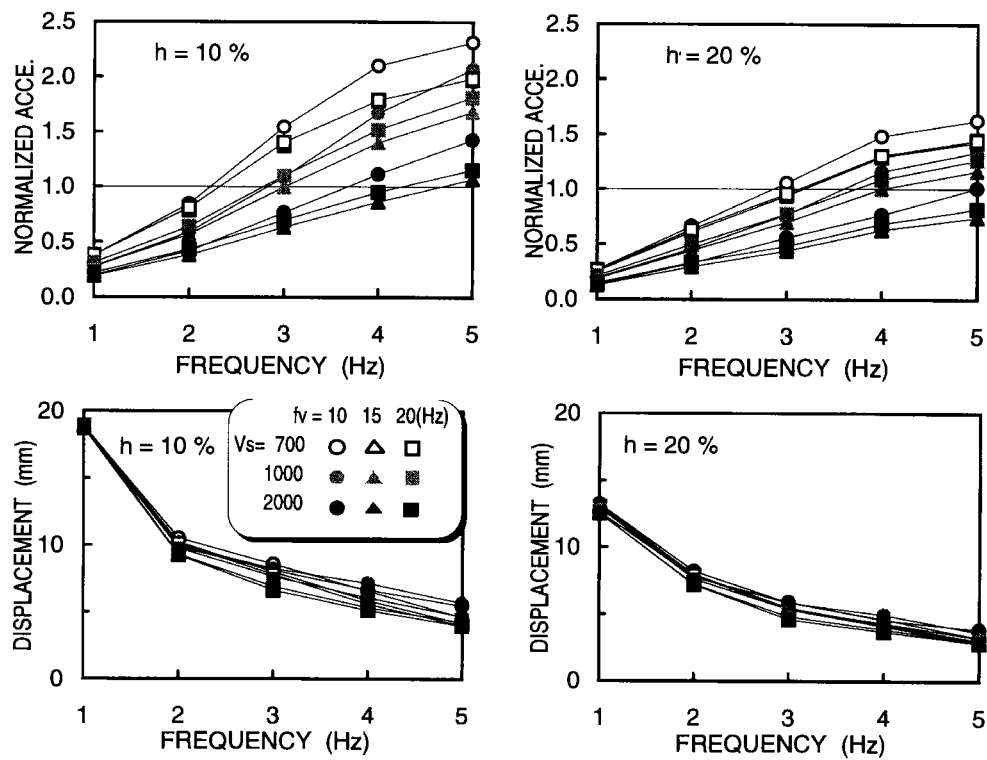 NORMALIZED ACCE.
2.5
2.0
1.5
1.0
0.5
0.0
h = 10 %
1 2 3 4 5
FREQUENCY (Hz)
NORMALIZED ACCE.
2.5
2.0
1.5
1.0
0.5
0.0
h = 20 %
1 2 3 4 5
FREQUENCY (Hz)
DISPLACEMENT (mm)
20
10
0
h = 10 %
fv = 10 15 20(Hz)
Vs= 700
1000
2000
1 2 3 4 5
FREQUENCY (Hz)
DISPLACEMENT (mm)
20
10
0
h = 20 %
1 2 3 4 5
FREQUENCY (Hz)